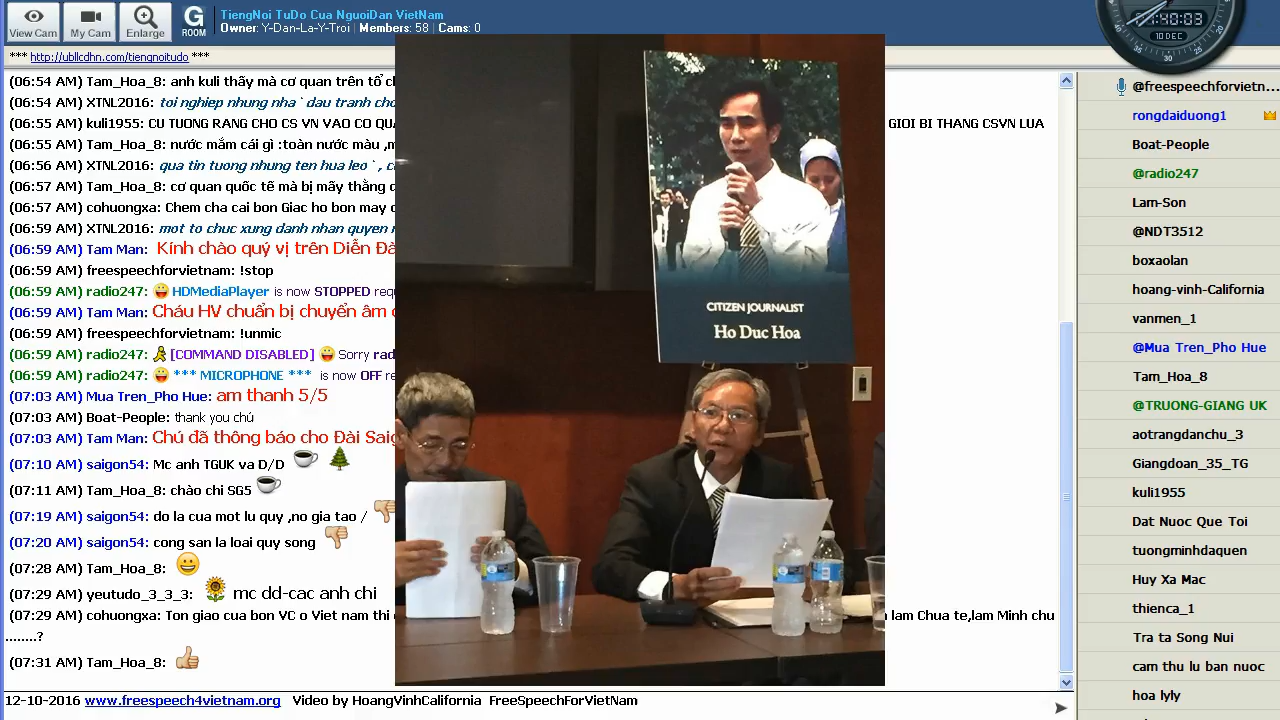 View Cam
My Cam
Enlarge
G
ROOM
TiengNoi TuDo Cua NguoiDan VietNam
Owner: Y-Dan-La-Y-Troi | Members: 58 | Cams: 0
:40:03
10 DEC
*** http://ubllcdhn.com/tiengnoitudo ***
(06:54 AM) Tam_Hoa_8: anh kuli thấy mà cơ quan trên tổ
(06:54 AM) XTNL2016: toi nghiep nhung nha ` dau tranh cho
(06:55 AM) kuli1955: CU TUONG RANG CHO CS VN VAO CO GIOI BI THANG CSVN LUA
(06:55 AM) Tam_Hoa_8: nước mắm cái gì :toàn nước màu
(06:56 AM) XTNL2016: qua tin tuong nhung ten hua leo ` ,
(06:57 AM) Tam_Hoa_8: cơ quan quốc tế mà bị mấy thằng
(06:57 AM) cohuongxa: Chem cha cai bon Giac ho bon may
(06:59 AM) XTNL2016: mot to chuc xung danh nhan quyen
(06:59 AM) Tam Man: Kính chào quý vị trên Diễn
(06:59 AM) freespeechforvietnam: !stop
(06:59 AM) radio247: HDMediaPlayer is now STOPPED
(06:59 AM) Tam Man: Cháu HV chuẩn bị chuyển âm
(06:59 AM) freespeechforvietnam: !unmic
(06:59 AM) radio247: [COMMAND DISABLED] Sorry
(06:59 AM) radio247: *** MICROPHONE *** is now OFF
(07:03 AM) Mua Tren_Pho Hue: am thanh 5/5
(07:03 AM) Boat-People: thank you chú
(07:03 AM) Tam Man: Chú đã thông báo cho Đài
(07:10 AM) saigon54: Mc anh TGUK va D/D
(07:11 AM) Tam_Hoa_8: chào chi SG5
(07:19 AM) saigon54: do la cua mot lu quy ,no gia tao /
(07:20 AM) saigon54: cong san la loai quy song
(07:28 AM) Tam_Hoa_8:
(07:29 AM) yeutudo_3_3_3: mc dd-cac anh chi
(07:29 AM) cohuongxa: Ton giao cua bon VC o Viet nam thi lam Chua te,lam Minh chu
........?
(07:31 AM) Tam_Hoa_8:
CITIZEN JOURNALIST
Ho Duc Hoa
@freespeechforvietn...
rongdaiduong1
Boat-People
@radio247
Lam-Son
@NDT3512
boxaolan
hoang-vinh-California
vanmen_1
@Mua Tren_Pho Hue
Tam_Hoa_8
@TRUONG-GIANG UK
aotrangdanchu_3
Giangdoan_35_TG
kuli1955
Dat Nuoc Que Toi
tuongminhdaquen
Huy Xa Mac
thienca_1
Tra ta Song Nui
cam thu lu ban nuoc
hoa lyly
12-10-2016 www.freespeech4vietnam.org Video by HoangVinhCalifornia FreeSpeechForVietNam